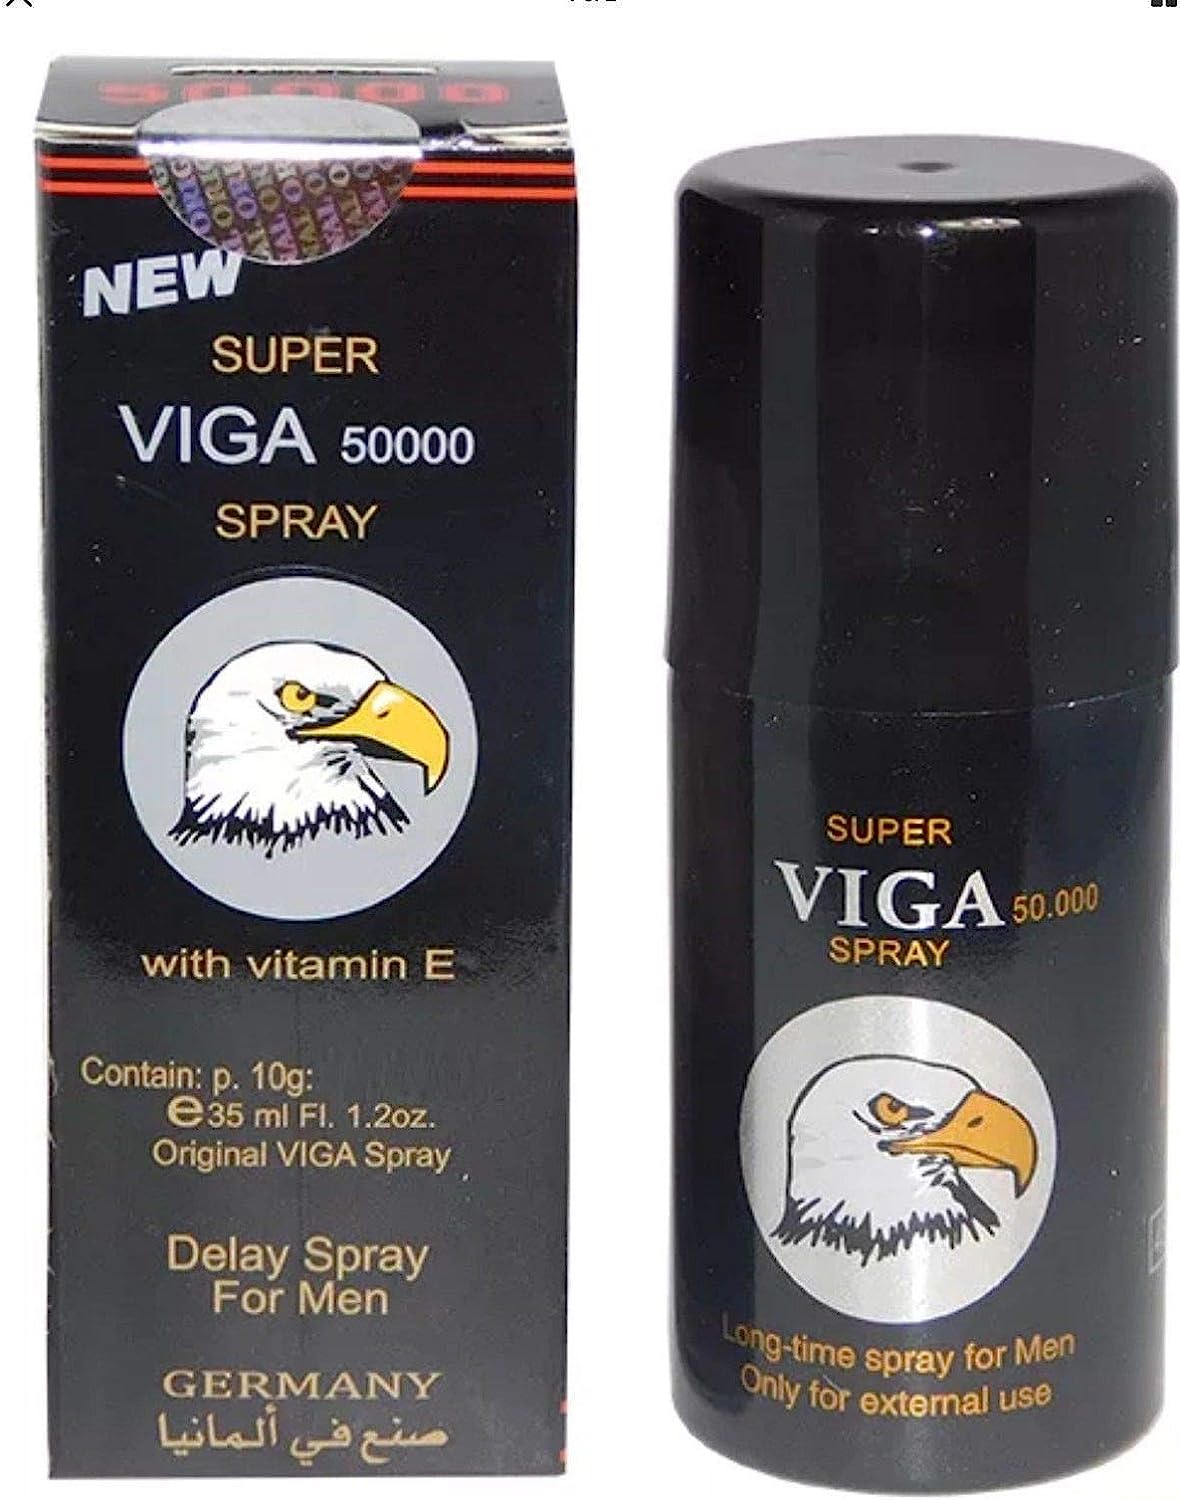 50000
NEW
SUPER
VIGA 50000
SPRAY
with vitamin E
Contain: p. 10g:
e 35 ml Fl. 1.2oz.
Original VIGA Spray
Delay Spray
For Men
GERMANY
صنع في ألمانيا
SUPER
VIGA 50.000
SPRAY
Long-time spray for Men
Only for external use